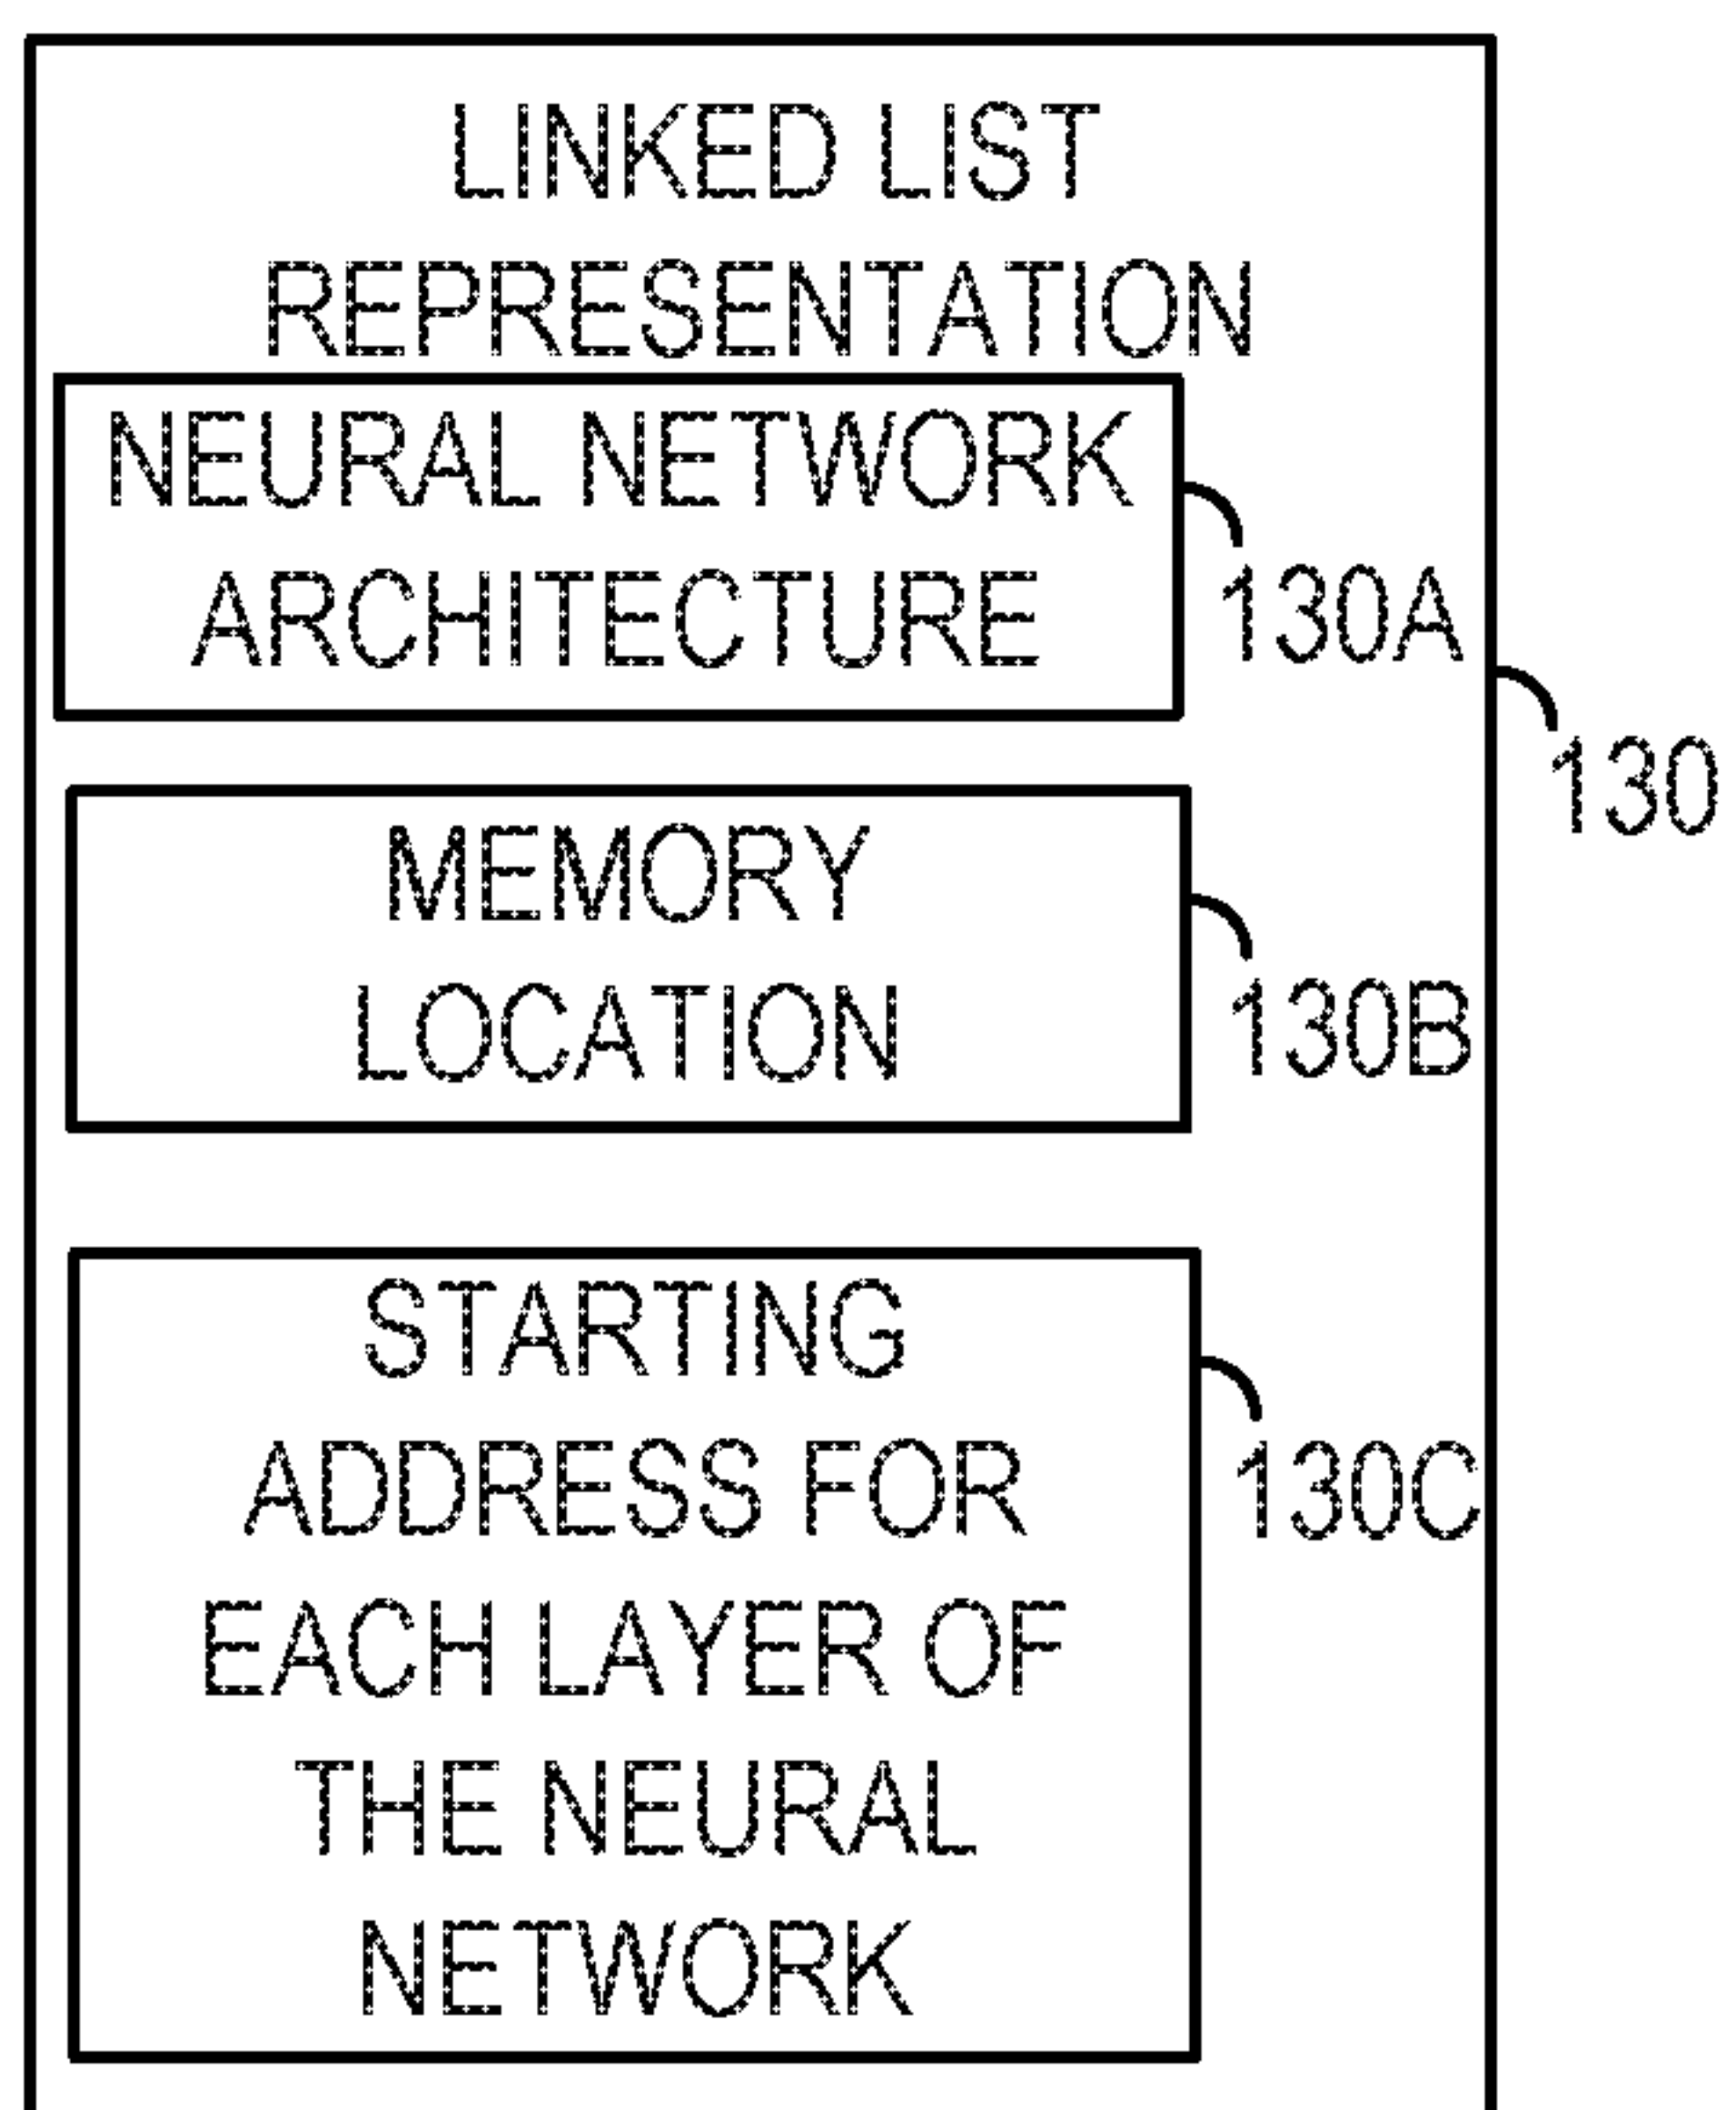 LINKED LIST
REPRESENTATION
NEURAL NETWORK
ARCHITECTURE
130A
130
MEMORY
LOCATION
130B
STARTING
ADDRESS FOR
130C
EACH LAYER OF
THE NEURAL
NETWORK